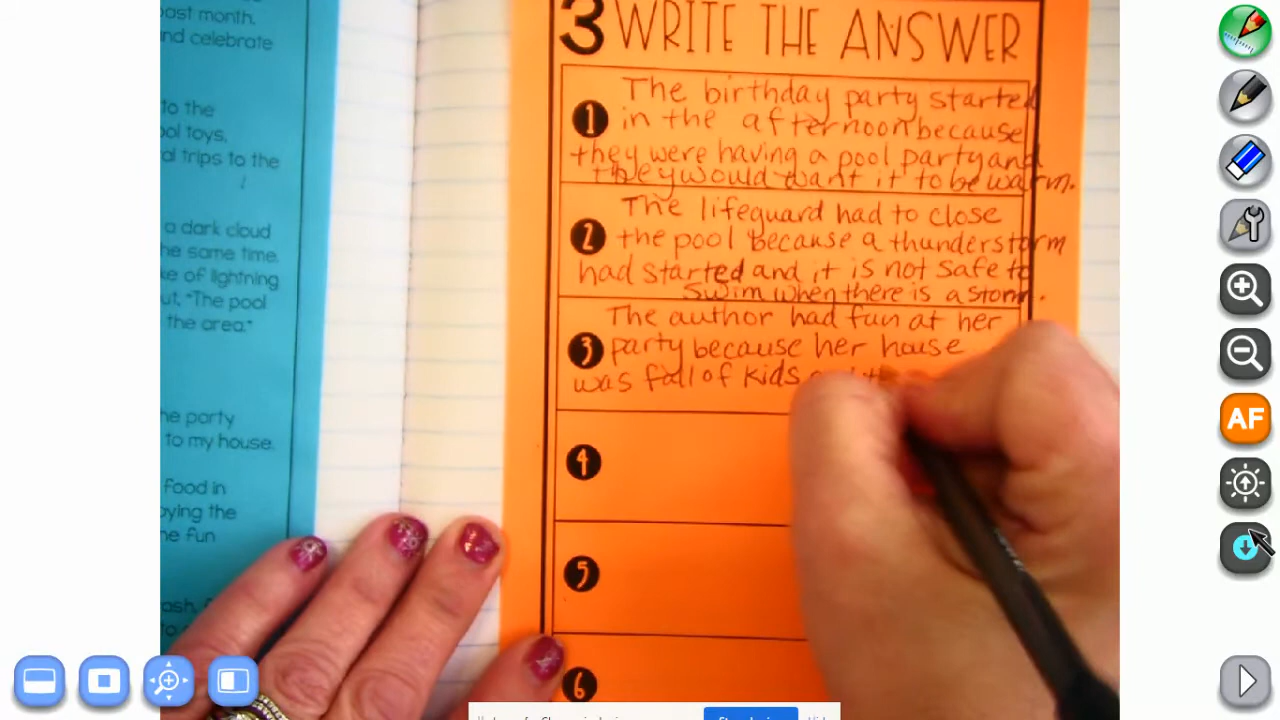 past month.
and celebrate
to the
ol toys,
al trips to the
a dark cloud
he same time.
ke of lightning
ut, "The pool
the area."
he party
to my house.
food in
ying the
he fun
ash,
to
3 WRITE THE ANSWER
1 The birthday party started
in the afternoon because
they were having a pool party and
they would want it to be warm.
2 The lifeguard had to close
the pool because a thunderstorm
had started and it is not safe to
swim when there is a storm.
3 The author had fun at her
party because her house
was full of kids
4
5
6
AF